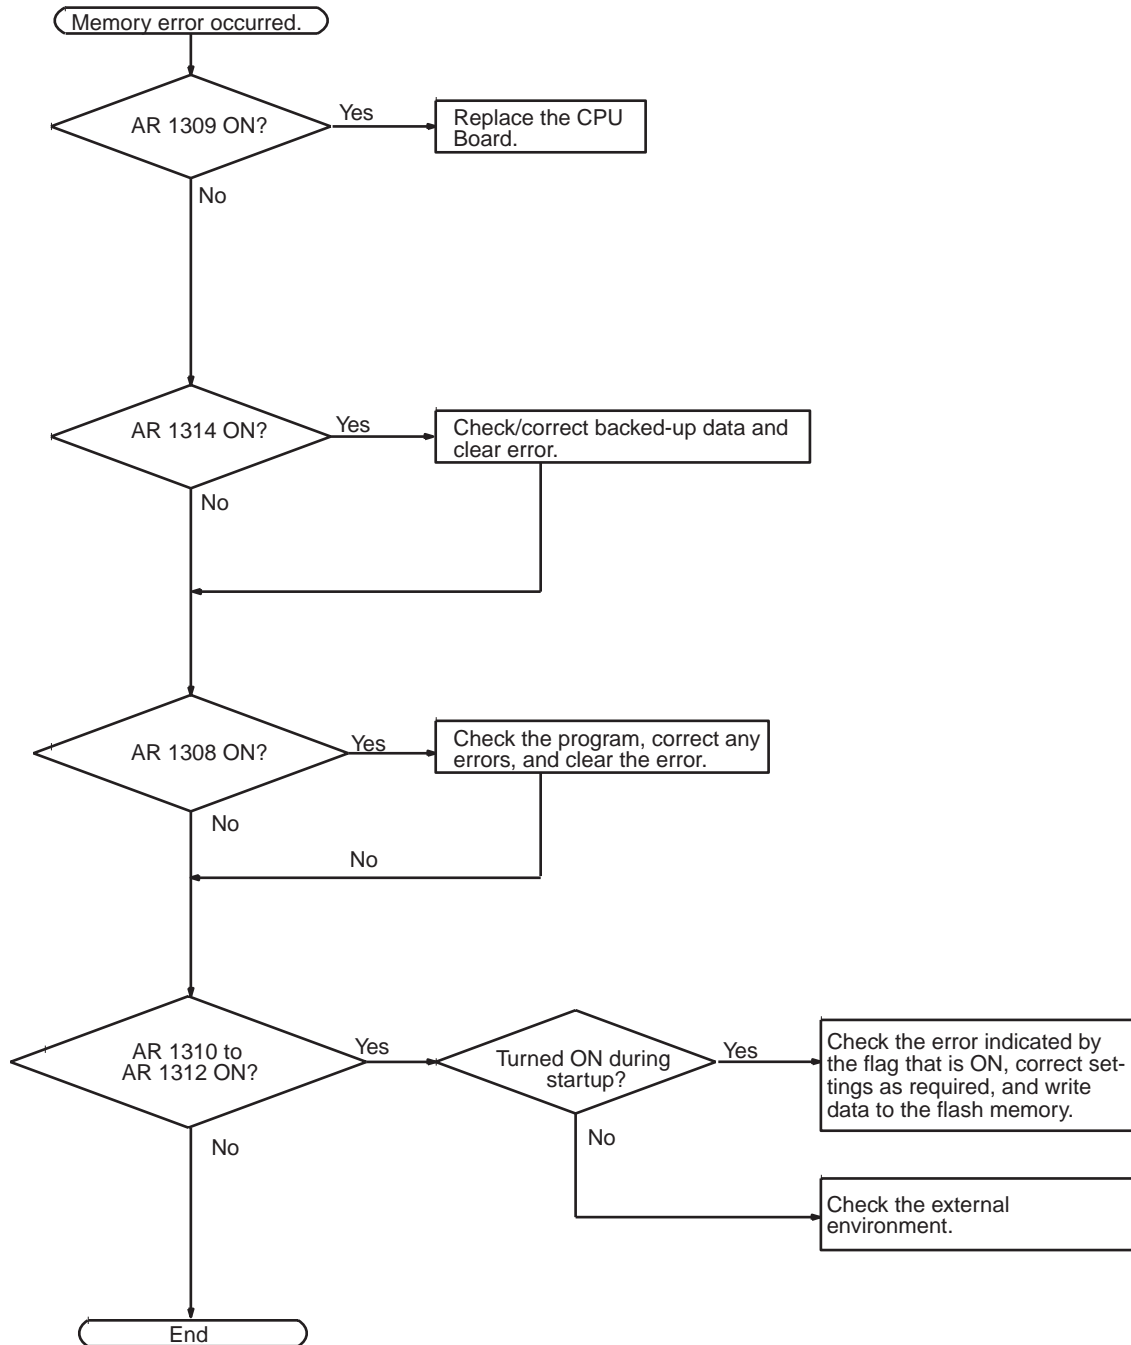 Memory error occurred.
AR 1309 ON?
Yes
Replace the CPU
Board.
No
AR 1314 ON?
Yes
Check/correct backed-up data and
clear error.
No
AR 1308 ON?
Yes
Check the program, correct any
errors, and clear the error.
No
No
AR 1310 to
AR 1312 ON?
Yes
Turned ON during
startup?
Yes
Check the error indicated by
the flag that is ON, correct set-
tings as required, and write
data to the flash memory.
No
No
Check the external
environment.
End